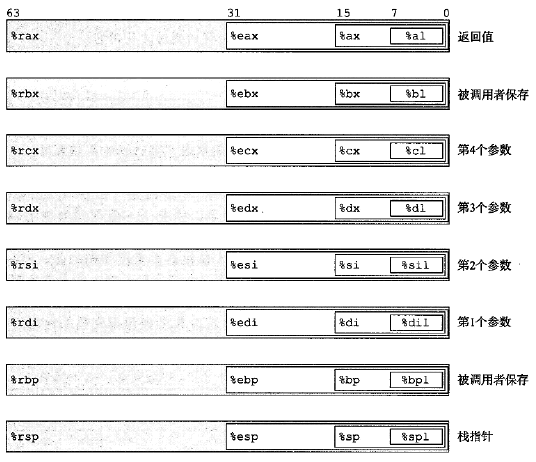 63 31 15 7 0
%rax %eax %ax %al 返回值
%rbx %ebx %bx %bl 被调用者保存
%rcx %ecx %cx %cl 第4个参数
%rdx %edx %dx %dl 第3个参数
%rsi %esi %si %sil 第2个参数
%rdi %edi %di %dil 第1个参数
%rbp %ebp %bp %bpl 被调用者保存
%rsp %esp %sp %spl 栈指针